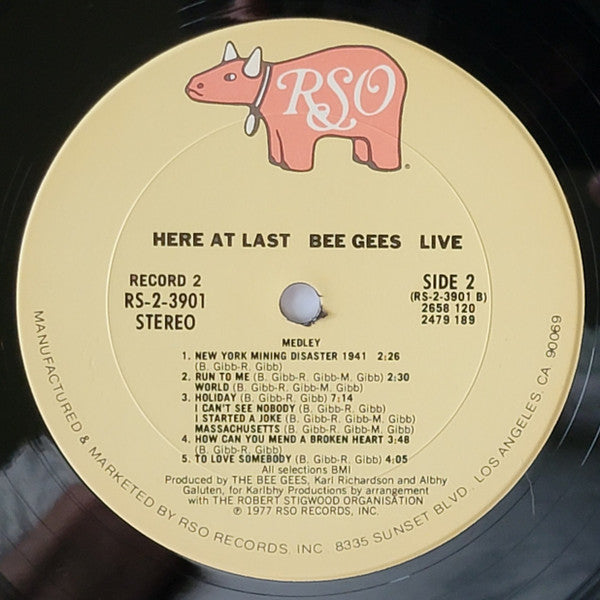 RSO
HERE AT LAST BEE GEES LIVE
RECORD 2
RS-2-3901
STEREO
SIDE 2
(RS-2-3901 B)
2658 120
2479 189
MEDLEY
1. NEW YORK MINING DISASTER 1941 2:26
(B. Gibb-R. Gibb)
2. RUN TO ME (B. Gibb-R. Gibb-M. Gibb) 2:30
WORLD (B. Gibb-R. Gibb-M. Gibb)
3. HOLIDAY (B. Gibb-R. Gibb) 7:14
I CAN'T SEE NOBODY (B. Gibb-R. Gibb)
I STARTED A JOKE (B. Gibb-R. Gibb-M. Gibb)
MASSACHUSETTS (B. Gibb-R. Gibb-M. Gibb)
4. HOW CAN YOU MEND A BROKEN HEART 3:48
(B. Gibb-R. Gibb)
5. TO LOVE SOMEBODY (B. Gibb-R. Gibb) 4:05
All selections BMI
Produced by THE BEE GEES, Karl Richardson and Albhy
Galuten, for Karlbhy Productions by arrangement
with THE ROBERT STIGWOOD ORGANISATION
℗ 1977 RSO RECORDS, INC.
MANUFACTURED & MARKETED BY RSO RECORDS, INC. 8335 SUNSET BLVD. LOS ANGELES, CA 90069